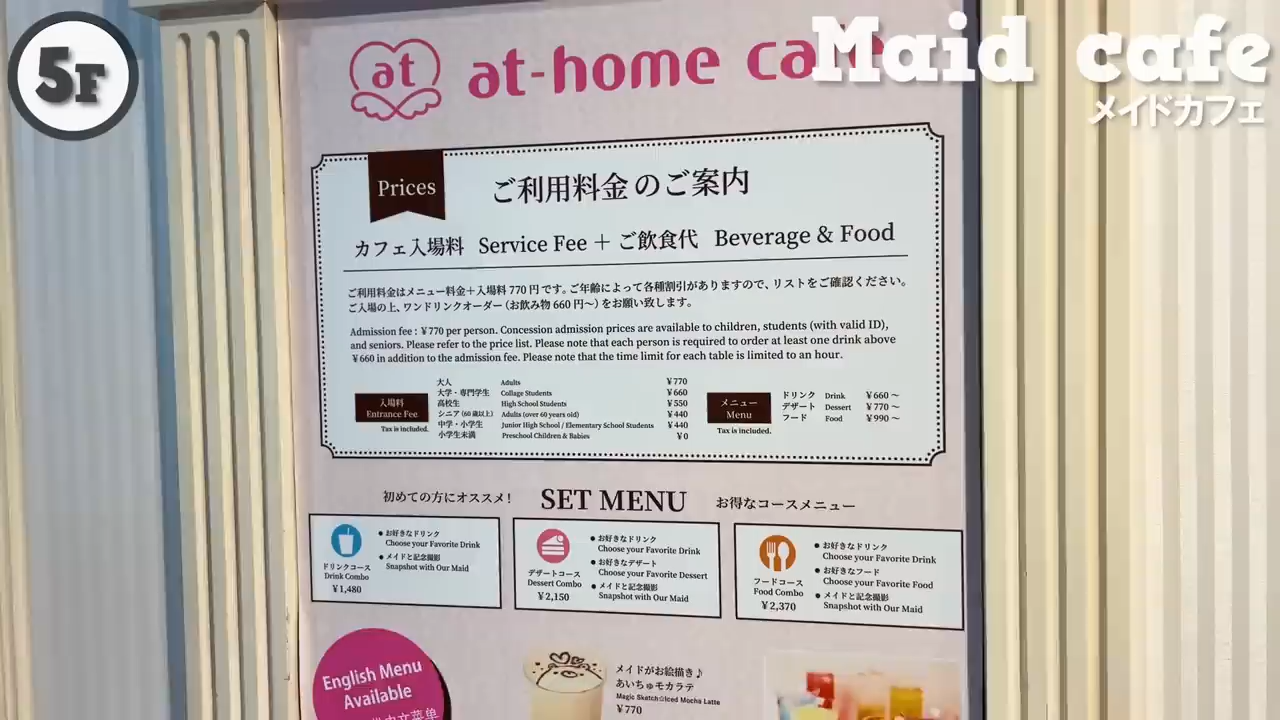 5F
Maid cafe
メイドカフェ
at
at-home
Prices
ご利用料金のご案内
カフェ入場料 Service Fee + ご飲食代 Beverage & Food
ご利用料金はメニュー料金+入場料 770 円です。ご年齢によって各種割引がありますので、リストをご確認ください。
ご入場の上、ワンドリンクオーダー(お飲み物 660 円~)をお願い致します。
Admission fee : ¥770 per person. Concession admission prices are available to children, students (with valid ID),
and seniors. Please refer to the price list. Please note that each person is required to order at least one drink above
¥660 in addition to the admission fee. Please note that the time limit for each table is limited to an hour.
入場料
Entrance Fee
Tax is included.
大人 Adults ¥770
大学・専門学生 Collage Students ¥660
高校生 High School Students ¥550
シニア (60 歳以上) Adults (over 60 years old) ¥440
中学・小学生 Junior High School / Elementary School Students ¥440
小学生未満 Preschool Children & Babies ¥0
メニュー
Menu
Tax is included.
ドリンク Drink ¥660 ~
デザート Dessert ¥770 ~
フード Food ¥990 ~
初めての方にオススメ! SET MENU お得なコースメニュー
ドリンクコース
Drink Combo
¥1,480
● お好きなドリンク
Choose your Favorite Drink
● メイドと記念撮影
Snapshot with Our Maid
デザートコース
Dessert Combo
¥2,150
● お好きなドリンク
Choose your Favorite Drink
● お好きなデザート
Choose your Favorite Dessert
● メイドと記念撮影
Snapshot with Our Maid
フードコース
Food Combo
¥2,370
● お好きなドリンク
Choose your Favorite Drink
● お好きなフード
Choose your Favorite Food
● メイドと記念撮影
Snapshot with Our Maid
English Menu
Available
中文菜单
メイドがお絵描き♪
あいちゅモカラテ
Magic Skatch☆Iced Mocha Latte
¥770